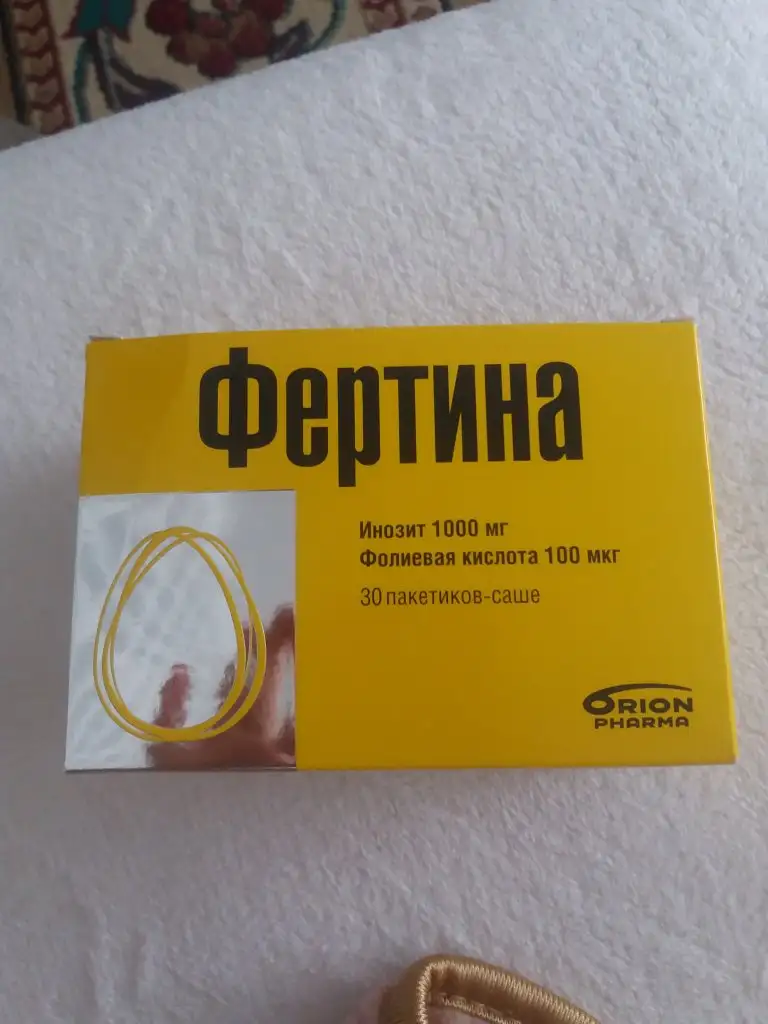 Фертина
Инозит 1000 мг
Фолиевая кислота 100 мкг
30 пакетиков-саше
ORION
PHARMA